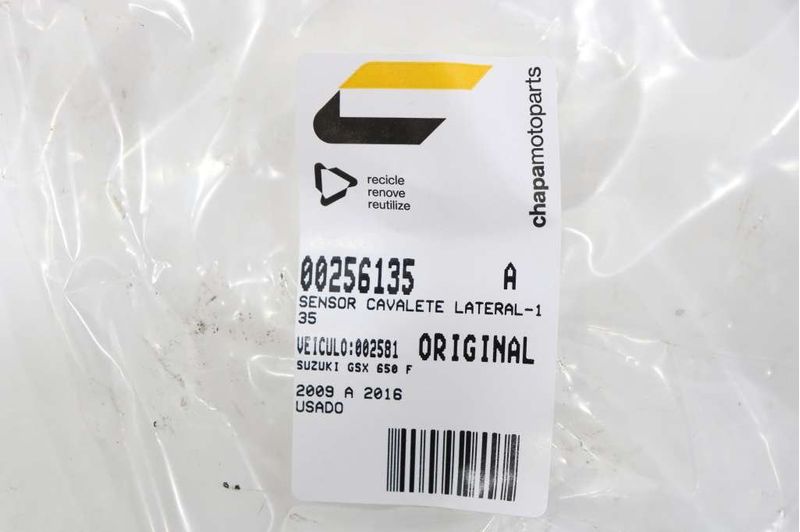 chapamotoparts
recicle
renove
reutilize
00256135 A
SENSOR CAVALETE LATERAL-1
35
VEICULO:002581 ORIGINAL
SUZUKI GSX 650 F
2009 A 2016
USADO